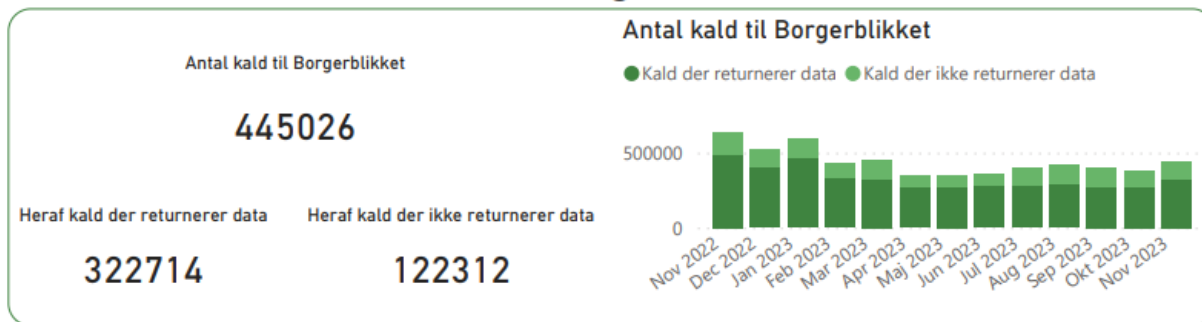 Antal kald til Borgerblikket
445026
Heraf kald der returnerer data
322714
Heraf kald der ikke returnerer data
122312
Antal kald til Borgerblikket
Kald der returnerer data Kald der ikke returnerer data
500000
0
Nov 2022
Dec 2022
Jan 2023
Feb 2023
Mar 2023
Apr 2023
Maj 2023
Jun 2023
Jul 2023
Aug 2023
Sep 2023
Okt 2023
Nov 2023